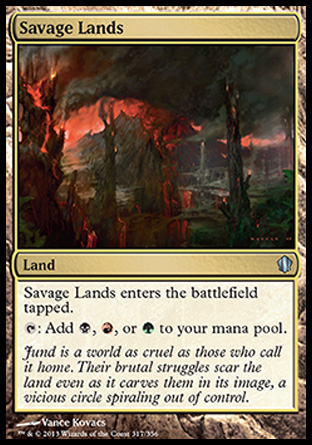 Savage Lands
Land
Savage Lands enters the battlefield
tapped.
: Add , , or to your mana pool.
Jund is a world as cruel as those who call
it home. Their brutal struggles scar the
land even as it carves them in its image, a
vicious circle spiraling out of control.
Vance Kovacs
™ & © 2013 Wizards of the Coast 317/356